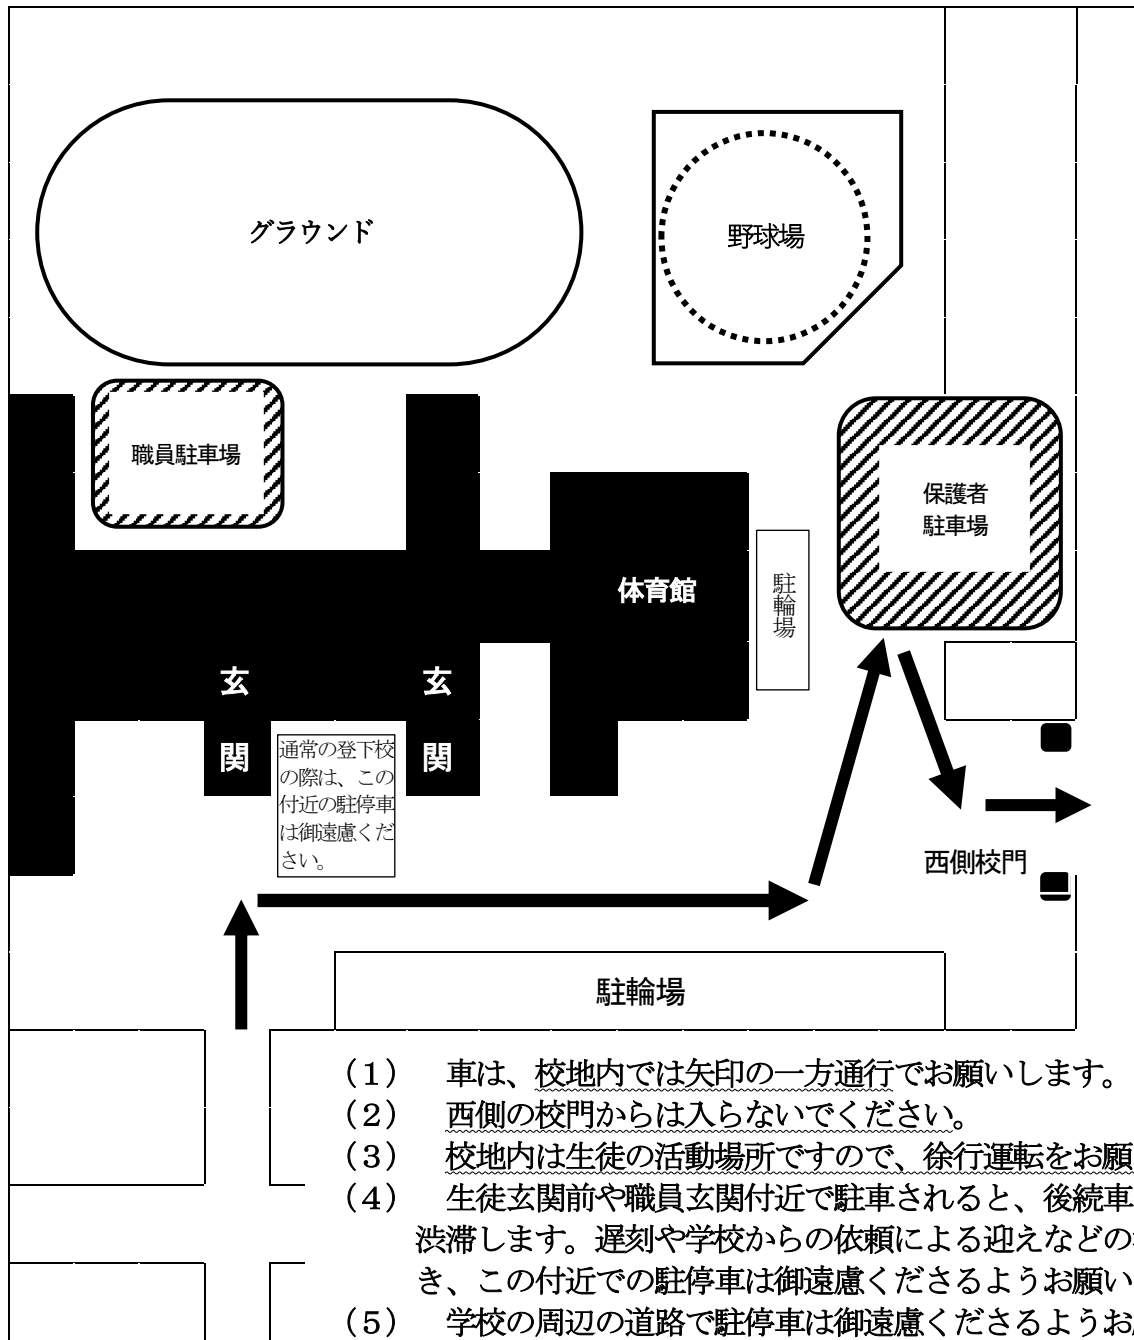 グラウンド
野球場
職員駐車場
保護者
駐車場
体育館
駐輪場
玄関
玄関
通常の登下校
の際は、この
付近の駐停車
は御遠慮くだ
さい。
西側校門
駐輪場
（1）　車は、校地内では矢印の一方通行でお願いします。
（2）　西側の校門からは入らないでください。
（3）　校地内は生徒の活動場所ですので、徐行運転をお願
（4）　生徒玄関前や職員玄関付近で駐車されると、後続車
渋滞します。遅刻や学校からの依頼による迎えなどの
き、この付近での駐停車は御遠慮くださるようお願い
（5）　学校の周辺の道路で駐停車は御遠慮くださるようお